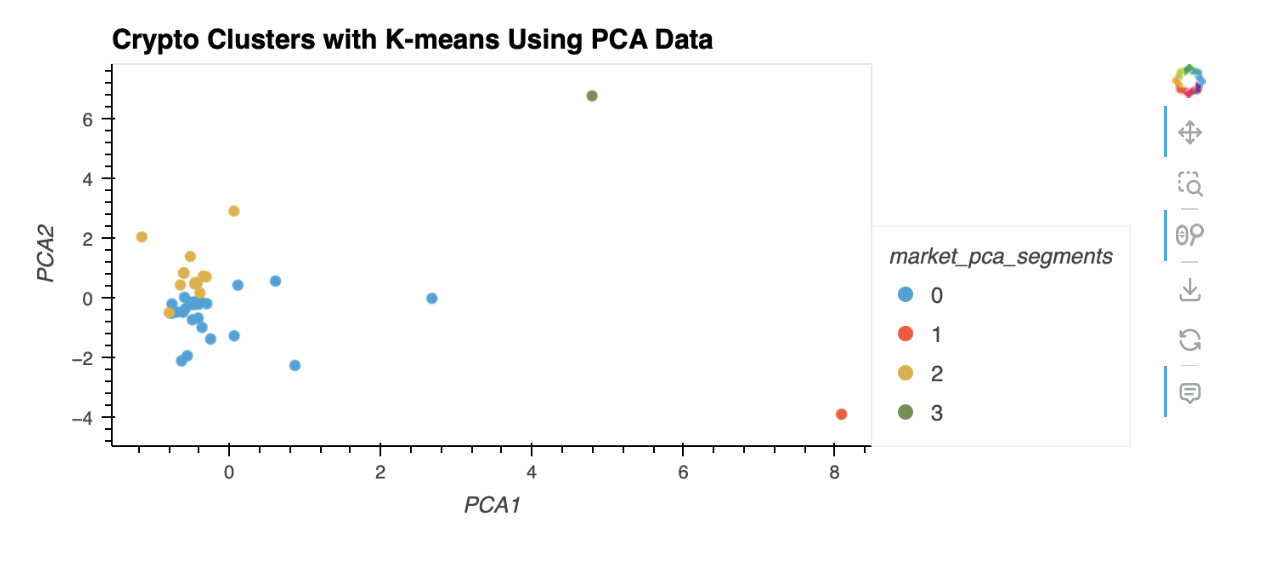 Crypto Clusters with K-means Using PCA Data
6
4
2
0
−2
−4
PCA2
0 2 4 6 8
PCA1
market_pca_segments
0
1
2
3